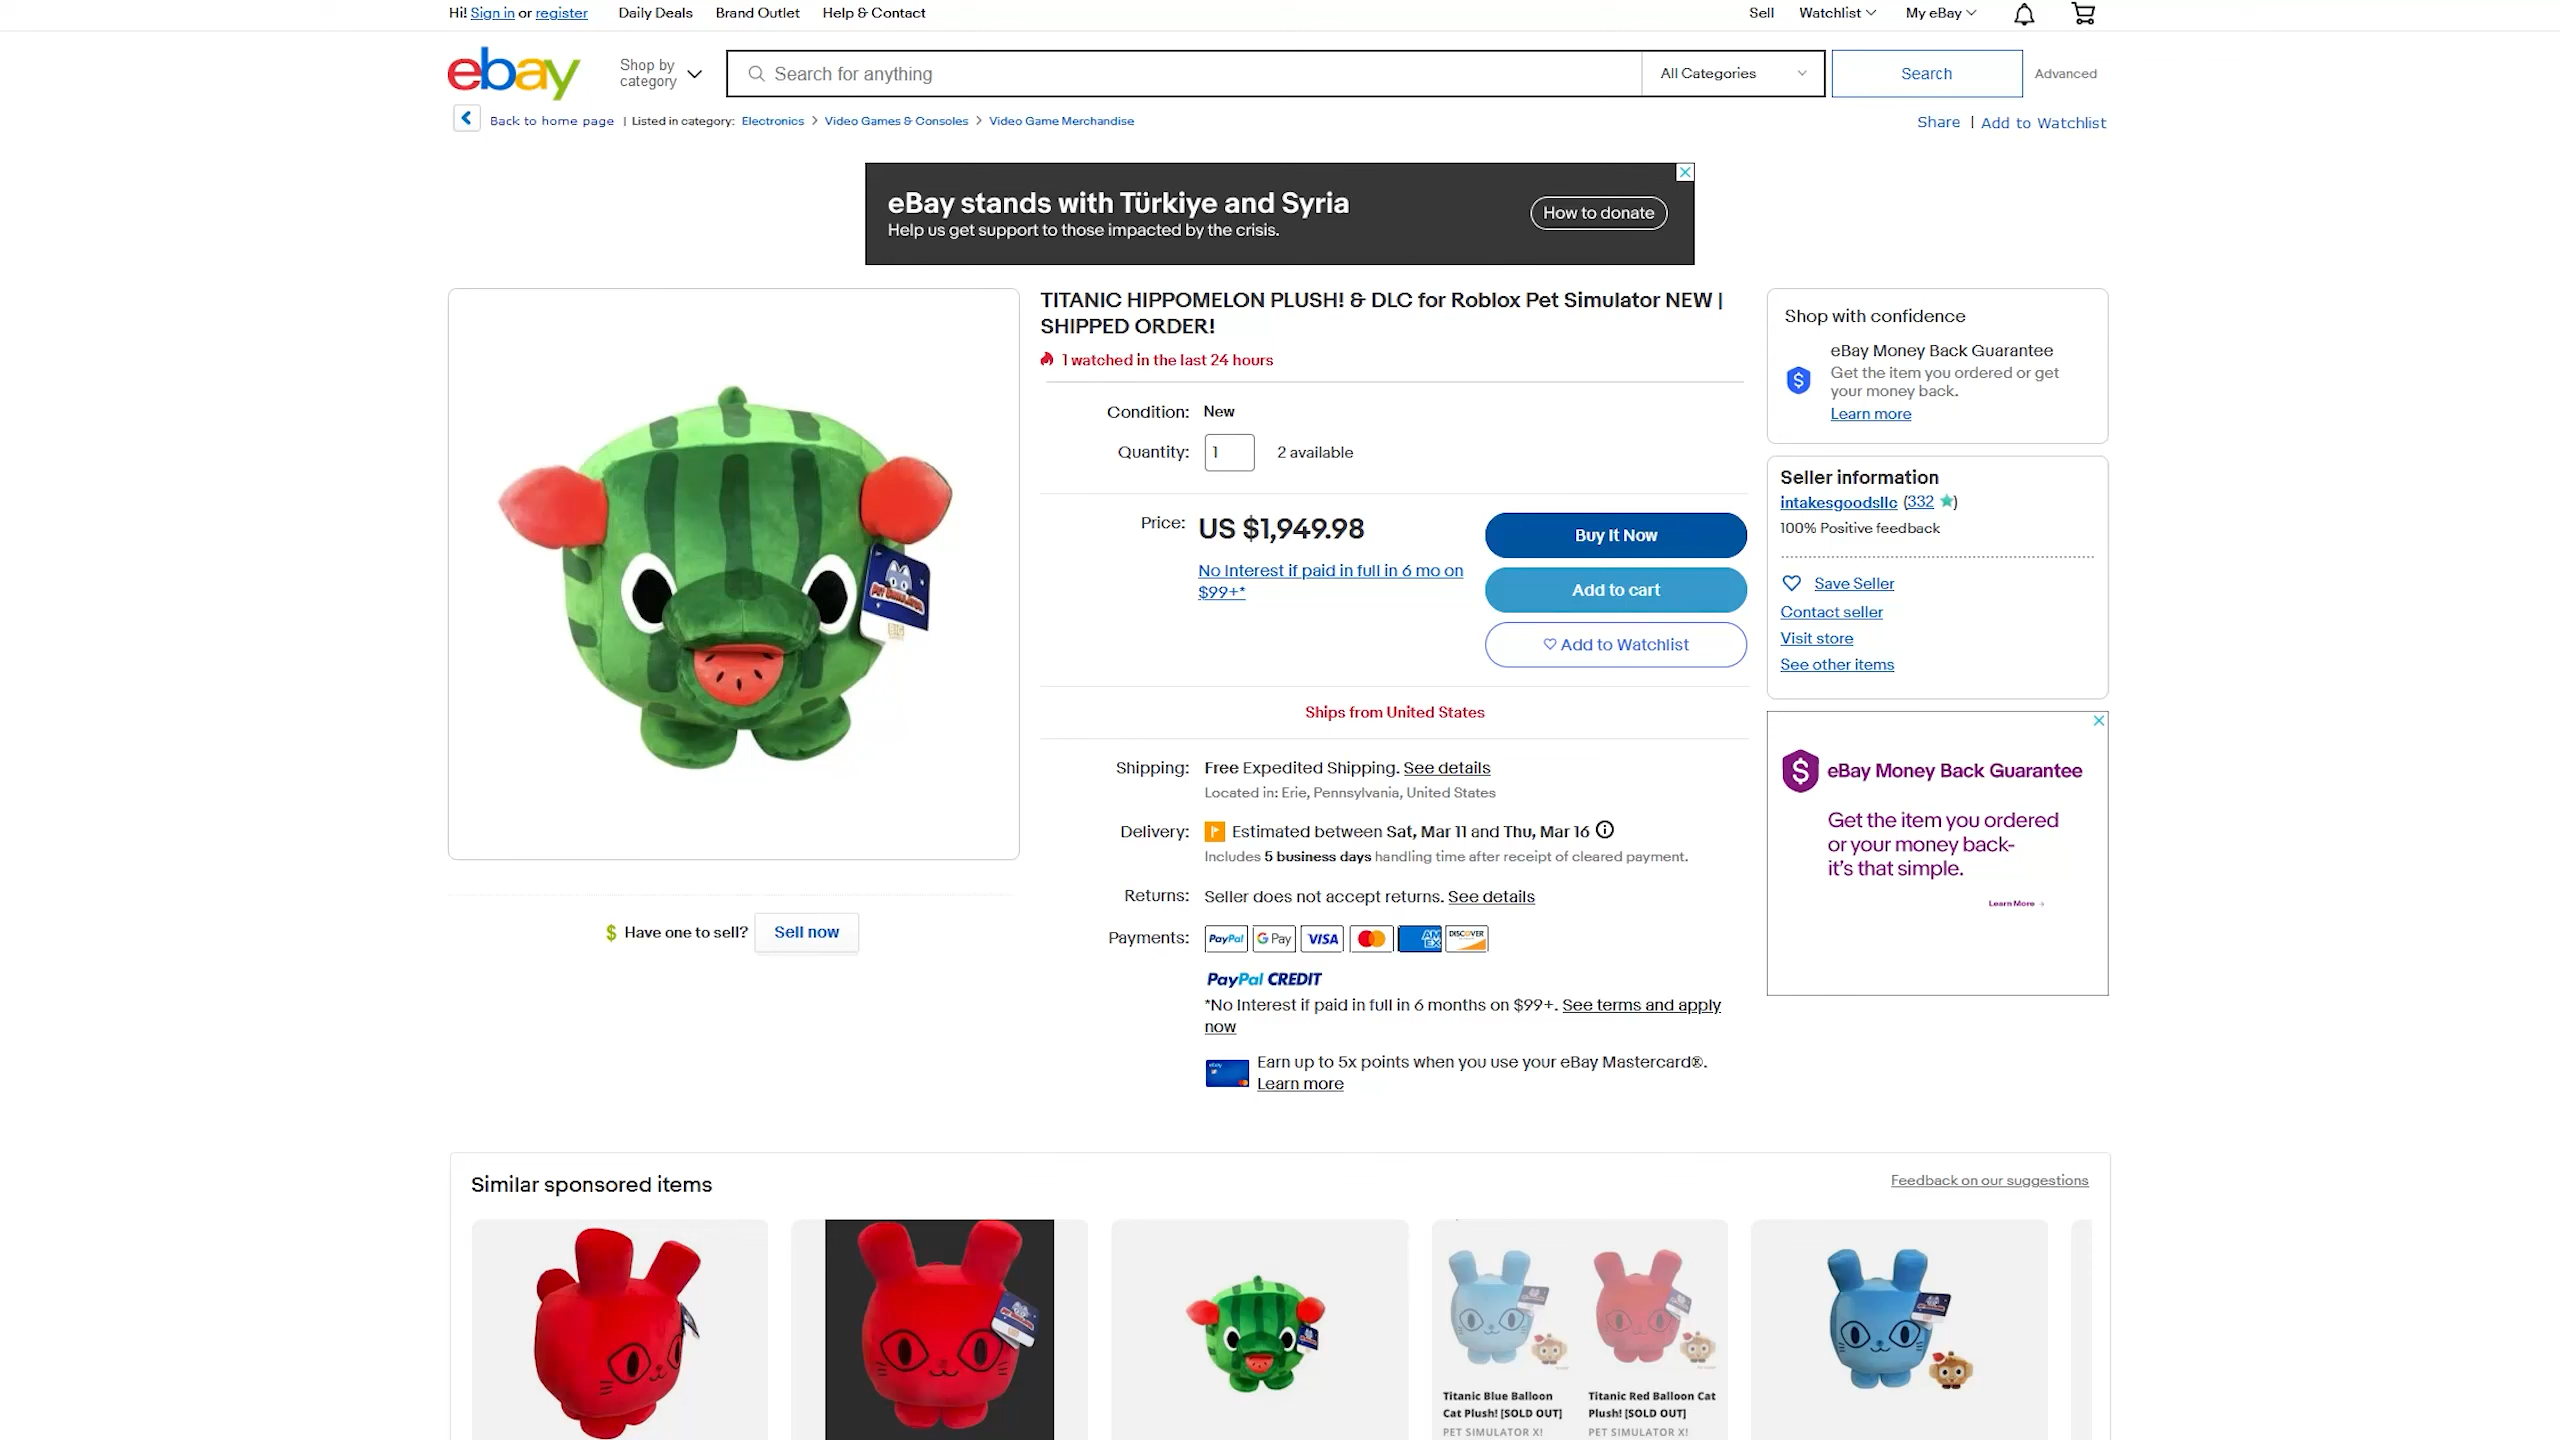 Hi! Sign in or register Daily Deals Brand Outlet Help & Contact
Sell Watchlist My eBay
ebay
Shop by category
Search for anything
All Categories
Search
Advanced
Back to home page | Listed in category: Electronics > Video Games & Consoles > Video Game Merchandise
Share | Add to Watchlist
eBay stands with Türkiye and Syria
Help us get support to those impacted by the crisis.
How to donate
TITANIC HIPPOMELON PLUSH! & DLC for Roblox Pet Simulator NEW |
SHIPPED ORDER!
1 watched in the last 24 hours
Condition: New
Quantity: 1 2 available
Price: US $1,949.98
No Interest if paid in full in 6 mo on
$99+*
Buy It Now
Add to cart
Add to Watchlist
Ships from United States
Shipping: Free Expedited Shipping. See details
Located in: Erie, Pennsylvania, United States
Delivery: Estimated between Sat, Mar 11 and Thu, Mar 16
Includes 5 business days handling time after receipt of cleared payment.
Returns: Seller does not accept returns. See details
Payments: PayPal G Pay VISA AMEX DISCOVER
PayPal CREDIT
*No Interest if paid in full in 6 months on $99+. See terms and apply
now
Earn up to 5x points when you use your eBay Mastercard®.
Learn more
Shop with confidence
eBay Money Back Guarantee
Get the item you ordered or get
your money back.
Learn more
Seller information
intakesgoodsllc (332)
100% Positive feedback
Save Seller
Contact seller
Visit store
See other items
eBay Money Back Guarantee
Get the item you ordered
or your money back-
it's that simple.
Learn More
PET SIMULATOR
$ Have one to sell? Sell now
Similar sponsored items
Feedback on our suggestions
Titanic Blue Balloon
Cat Plush! [SOLD OUT]
PET SIMULATOR X!
Titanic Red Balloon Cat
Plush! [SOLD OUT]
PET SIMULATOR X!